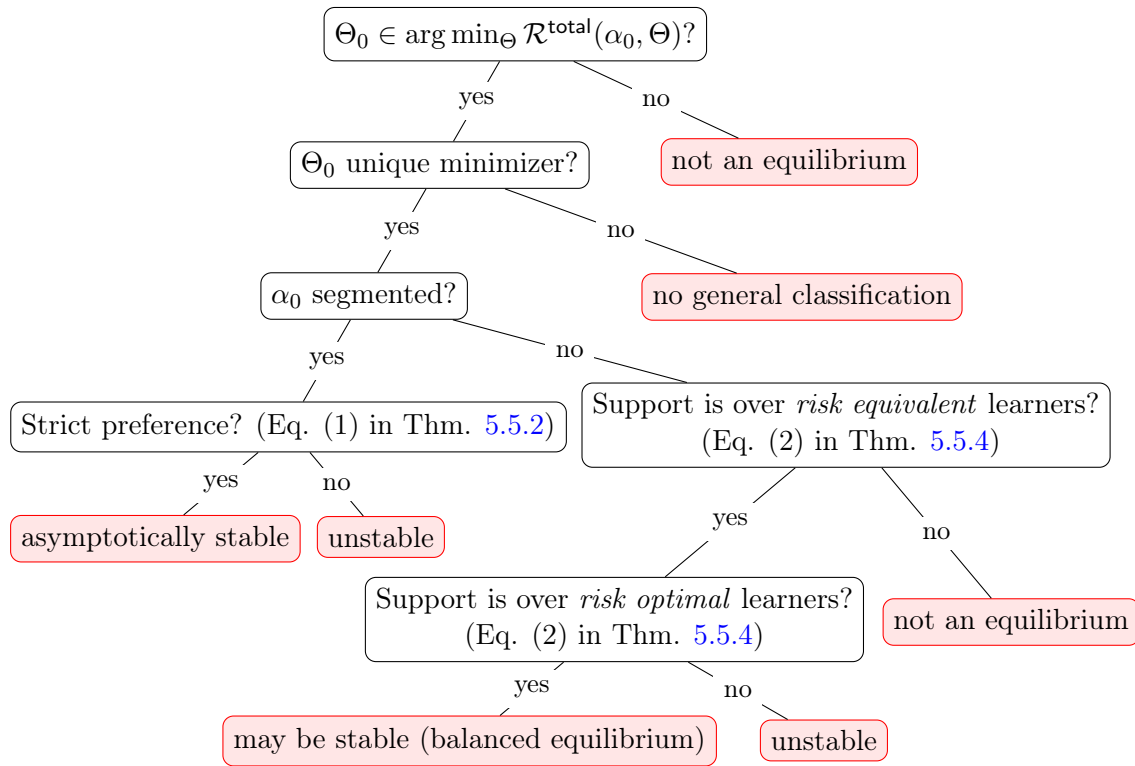 Θ₀ ∈ arg min_Θ ℛ^total(α₀, Θ)?
yes
no
Θ₀ unique minimizer?
not an equilibrium
yes
no
α₀ segmented?
no general classification
yes
no
Strict preference? (Eq. (1) in Thm. 5.5.2)
Support is over risk equivalent learners?
(Eq. (2) in Thm. 5.5.4)
yes
no
asymptotically stable
unstable
yes
no
Support is over risk optimal learners?
(Eq. (2) in Thm. 5.5.4)
not an equilibrium
yes
no
may be stable (balanced equilibrium)
unstable